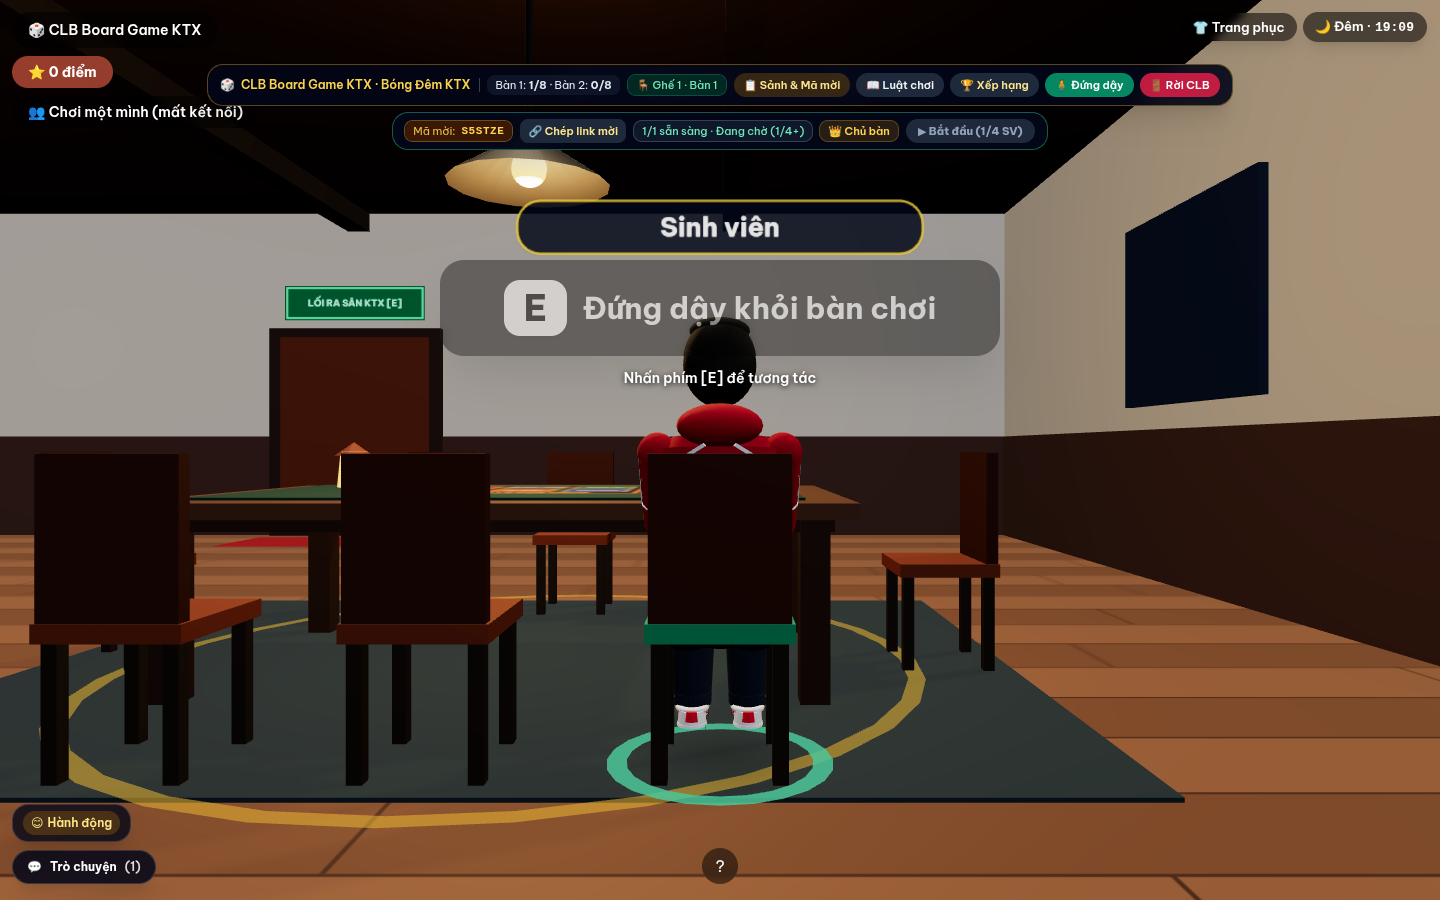 🎲 CLB Board Game KTX
👕 Trang phục
🌙 Đêm · 19:09
⭐ 0 điểm
🎲 CLB Board Game KTX · Bóng Đêm KTX
Bàn 1: 1/8 · Bàn 2: 0/8
🪑 Ghế 1 · Bàn 1
📋 Sảnh & Mã mời
📖 Luật chơi
🏆 Xếp hạng
🧍 Đứng dậy
🚪 Rời CLB
👥 Chơi một mình (mất kết nối)
Mã mời: S5STZE
🔗 Chép link mời
1/1 sẵn sàng · Đang chờ (1/4+)
👑 Chủ bàn
▶ Bắt đầu (1/4 SV)
Sinh viên
E Đứng dậy khỏi bàn chơi
LỐI RA SÂN KTX [E]
Nhấn phím [E] để tương tác
😊 Hành động
💬 Trò chuyện (1)
?